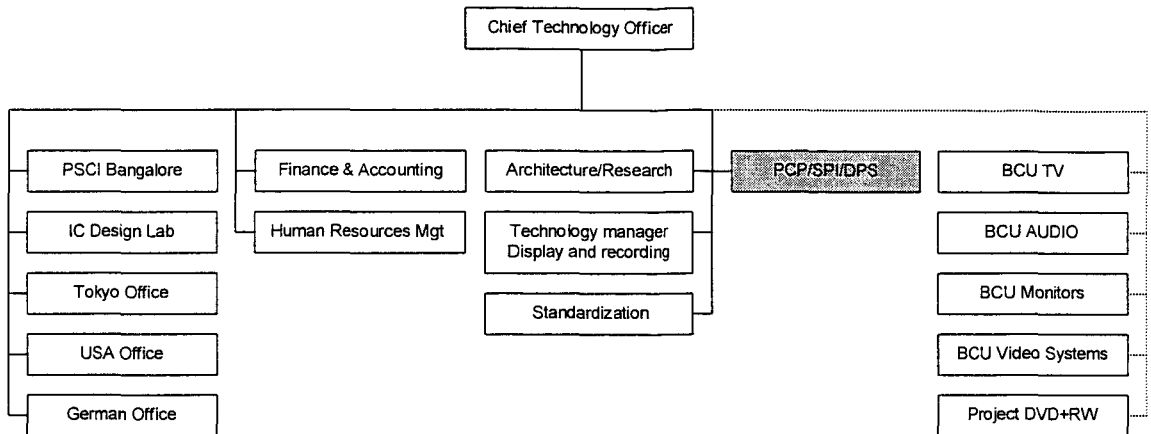 Chief Technology Officer
PSCI Bangalore
IC Design Lab
Tokyo Office
USA Office
German Office
Finance & Accounting
Human Resources Mgt
Architecture/Research
Technology manager
Display and recording
Standardization
PCP/SPI/DPS
BCU TV
BCU AUDIO
BCU Monitors
BCU Video Systems
Project DVD+RW